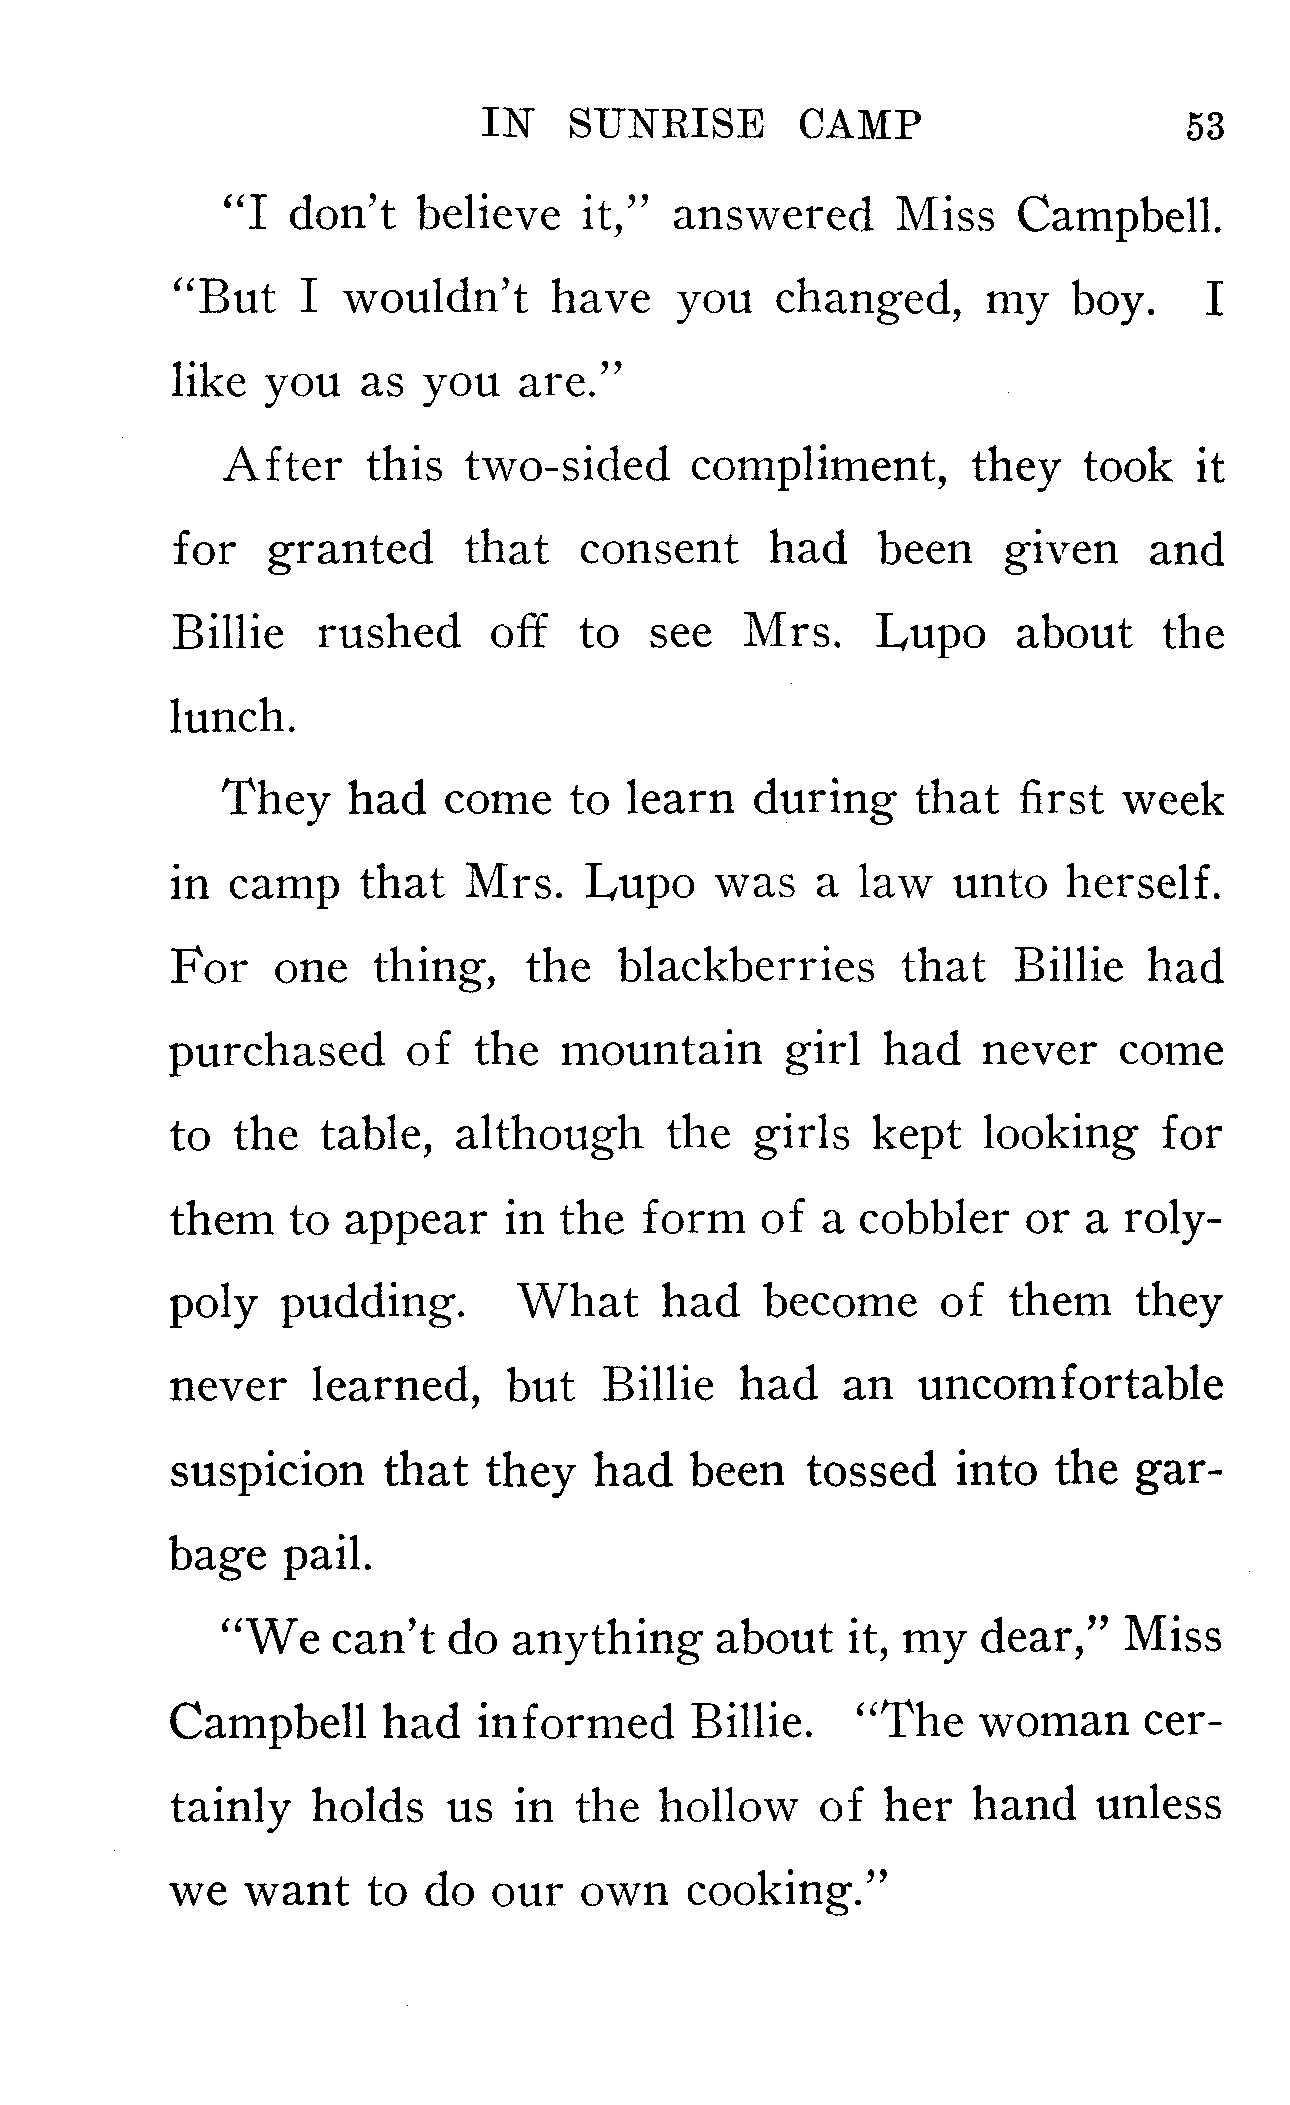 IN SUNRISE CAMP 53
“I don’t believe it,” answered Miss Campbell.
“But I wouldn’t have you changed, my boy. I
like you as you are.”
After this two-sided compliment, they took it
for granted that consent had been given and
Billie rushed off to see Mrs. Lupo about the
lunch.
They had come to learn during that first week
in camp that Mrs. Lupo was a law unto herself.
For one thing, the blackberries that Billie had
purchased of the mountain girl had never come
to the table, although the girls kept looking for
them to appear in the form of a cobbler or a roly-
poly pudding. What had become of them they
never learned, but Billie had an uncomfortable
suspicion that they had been tossed into the gar-
bage pail.
“We can’t do anything about it, my dear,” Miss
Campbell had informed Billie. “The woman cer-
tainly holds us in the hollow of her hand unless
we want to do our own cooking.”